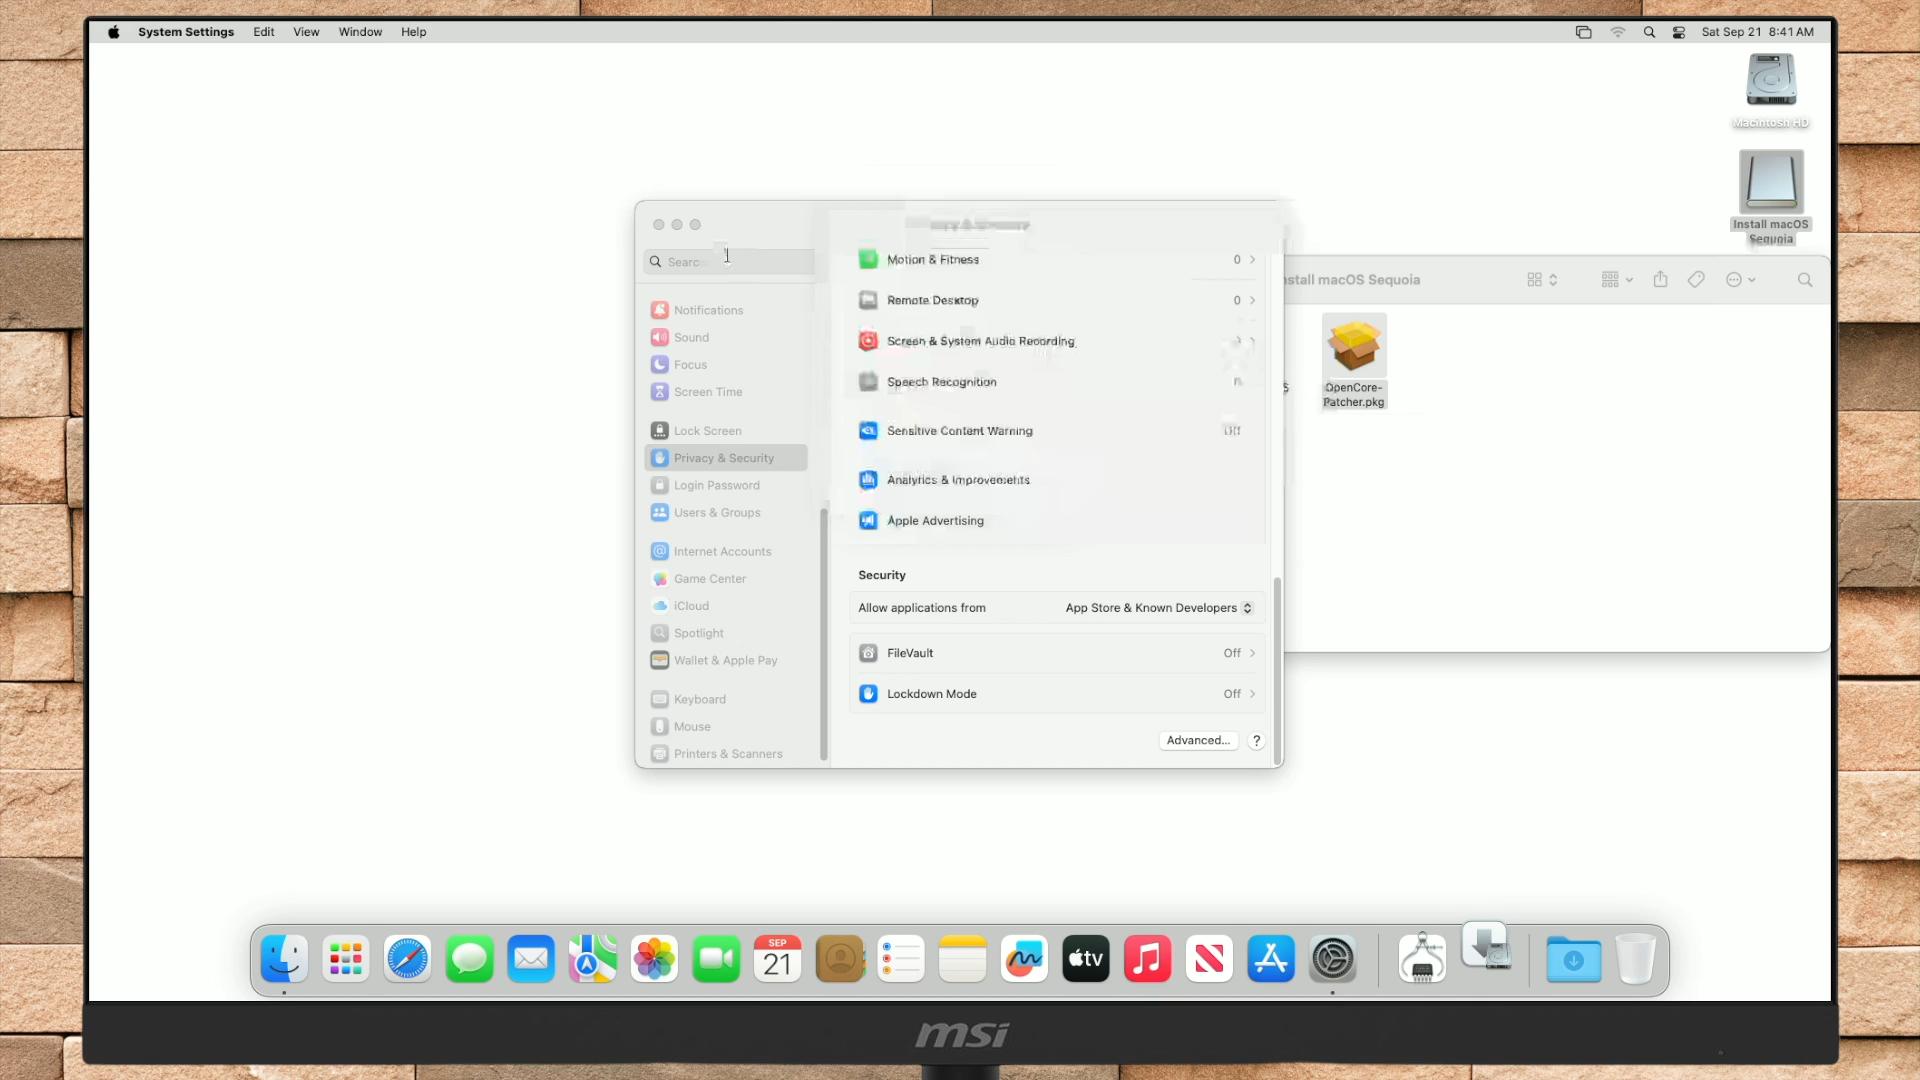 System Settings Edit View Window Help Sat Sep 21 8:41 AM
Macintosh HD
Install macOS
Sequoia
Searc
Notifications
Sound
Focus
Screen Time
Lock Screen
Privacy & Security
Login Password
Users & Groups
Internet Accounts
Game Center
iCloud
Spotlight
Wallet & Apple Pay
Keyboard
Mouse
Printers & Scanners
Motion & Fitness 0
Remote Desktop 0
Screen & System Audio Recording
Speech Recognition
Sensitive Content Warning Off
Analytics & Improvements
Apple Advertising
Security
Allow applications from App Store & Known Developers
FileVault Off
Lockdown Mode Off
Advanced... ?
nstall macOS Sequoia
OpenCore-
Patcher.pkg
SEP
21
tv
msi